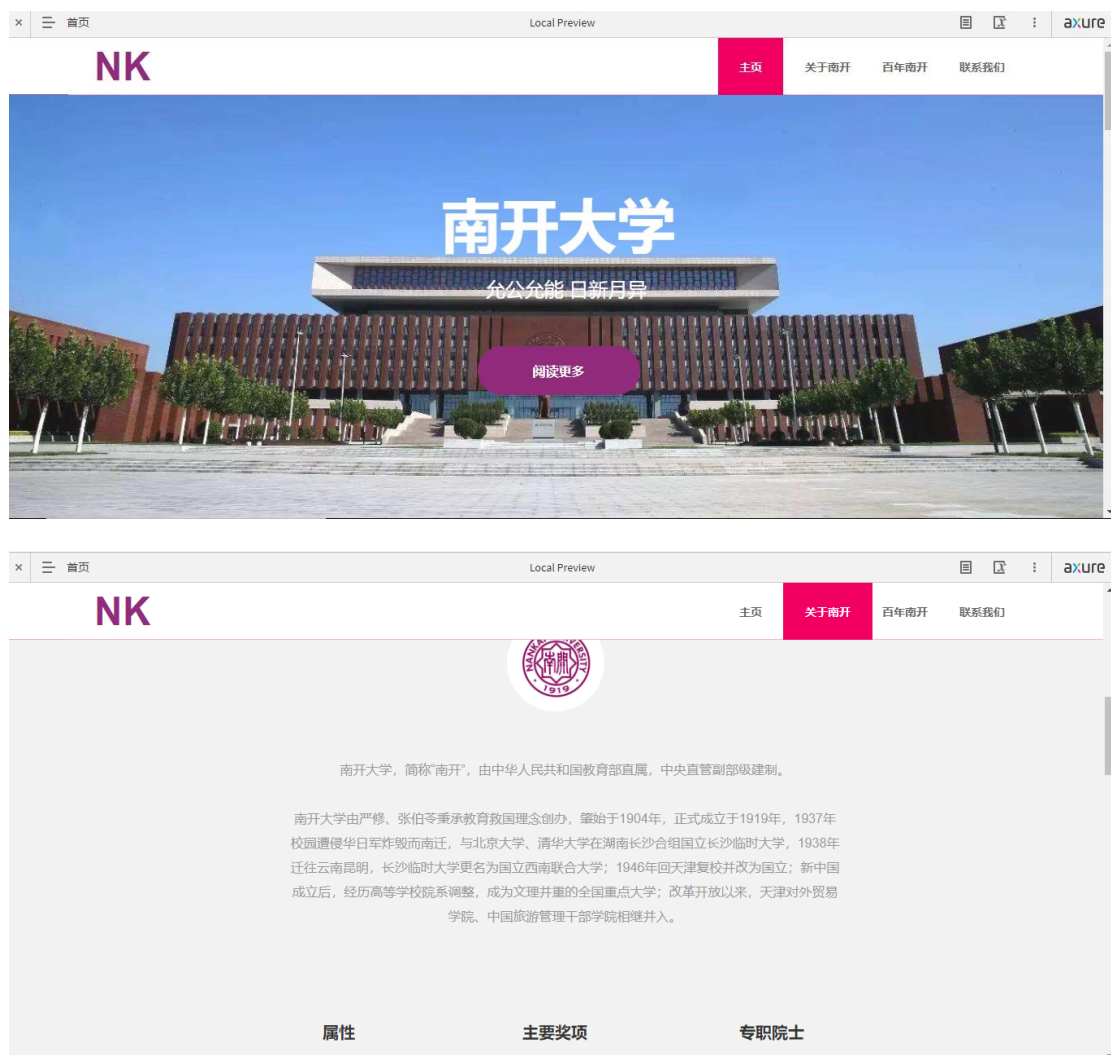 首页
Local Preview
axure
NK
主页
关于南开
百年南开
联系我们
南开大学
允公允能 日新月异
阅读更多
首页
Local Preview
axure
NK
主页
关于南开
百年南开
联系我们
NANKAI UNIVERSITY
南開
1919
南开大学，简称“南开”，由中华人民共和国教育部直属，中央直管副部级建制。
南开大学由严修、张伯苓秉承教育救国理念创办，肇始于1904年，正式成立于1919年，1937年
校园遭侵华日军炸毁而南迁，与北京大学、清华大学在湖南长沙合组国立长沙临时大学，1938年
迁往云南昆明，长沙临时大学更名为国立西南联合大学；1946年回天津复校并改为国立；新中国
成立后，经历高等学校院系调整，成为文理并重的全国重点大学；改革开放以来，天津对外贸易
学院、中国旅游管理干部学院相继并入。
属性
主要奖项
专职院士